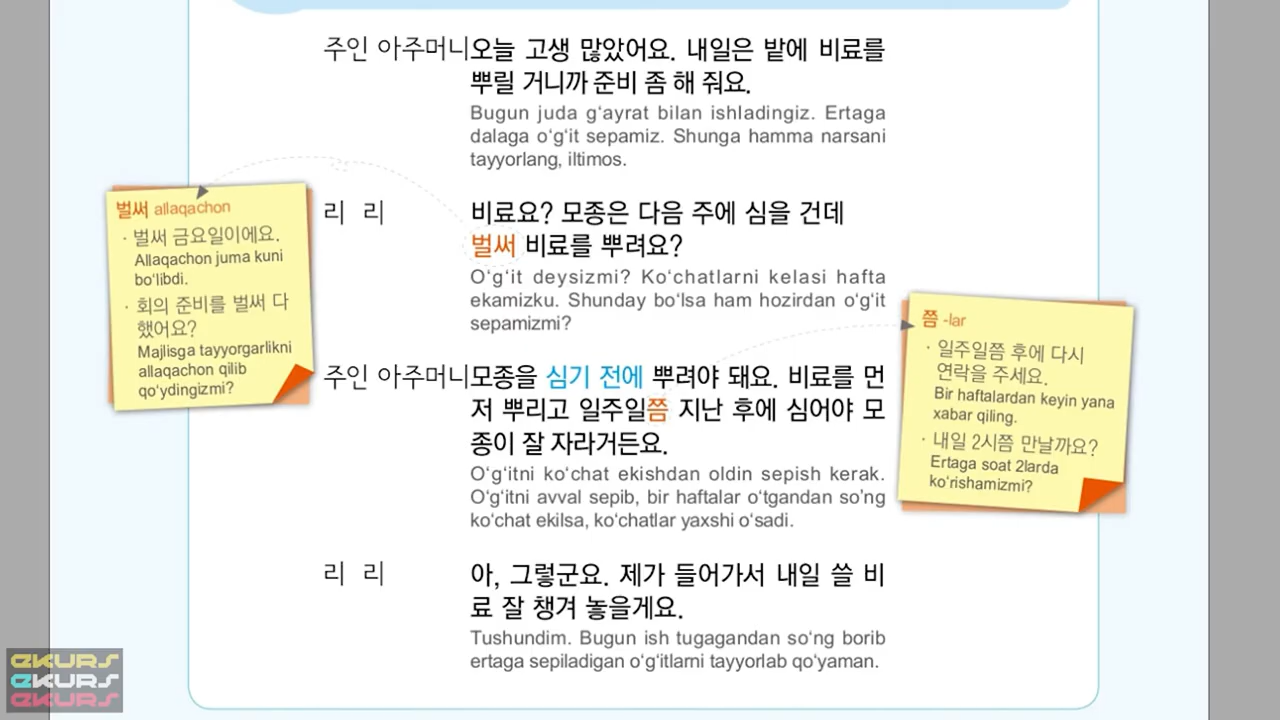 주인 아주머니 오늘 고생 많았어요. 내일은 밭에 비료를
뿌릴 거니까 준비 좀 해 줘요.
Bugun juda g‘ayrat bilan ishladingiz. Ertaga
dalaga o‘g‘it sepamiz. Shunga hamma narsani
tayyorlang, iltimos.
리 리 비료요? 모종은 다음 주에 심을 건데
벌써 비료를 뿌려요?
O‘g‘it deysizmi? Ko‘chatlarni kelasi hafta
ekamizku. Shunday bo‘lsa ham hozirdan o‘g‘it
sepamizmi?
벌써 allaqachon
· 벌써 금요일이에요.
Allaqachon juma kuni
bo‘libdi.
· 회의 준비를 벌써 다
했어요?
Majlisga tayyorgarlikni
allaqachon qilib
qo‘ydingizmi?
주인 아주머니 모종을 심기 전에 뿌려야 돼요. 비료를 먼
저 뿌리고 일주일쯤 지난 후에 심어야 모
종이 잘 자라거든요.
O‘g‘itni ko‘chat ekishdan oldin sepish kerak.
O‘g‘itni avval sepib, bir haftalar o‘tgandan so’ng
ko‘chat ekilsa, ko‘chatlar yaxshi o‘sadi.
쯤 -lar
· 일주일쯤 후에 다시
연락을 주세요.
Bir haftalardan keyin yana
xabar qiling.
· 내일 2시쯤 만날까요?
Ertaga soat 2larda
ko‘rishamizmi?
리 리 아, 그렇군요. 제가 들어가서 내일 쓸 비
료 잘 챙겨 놓을게요.
Tushundim. Bugun ish tugagandan so‘ng borib
ertaga sepiladigan o‘g‘itlarni tayyorlab qo‘yaman.
EKURS
EKURS
EKURS